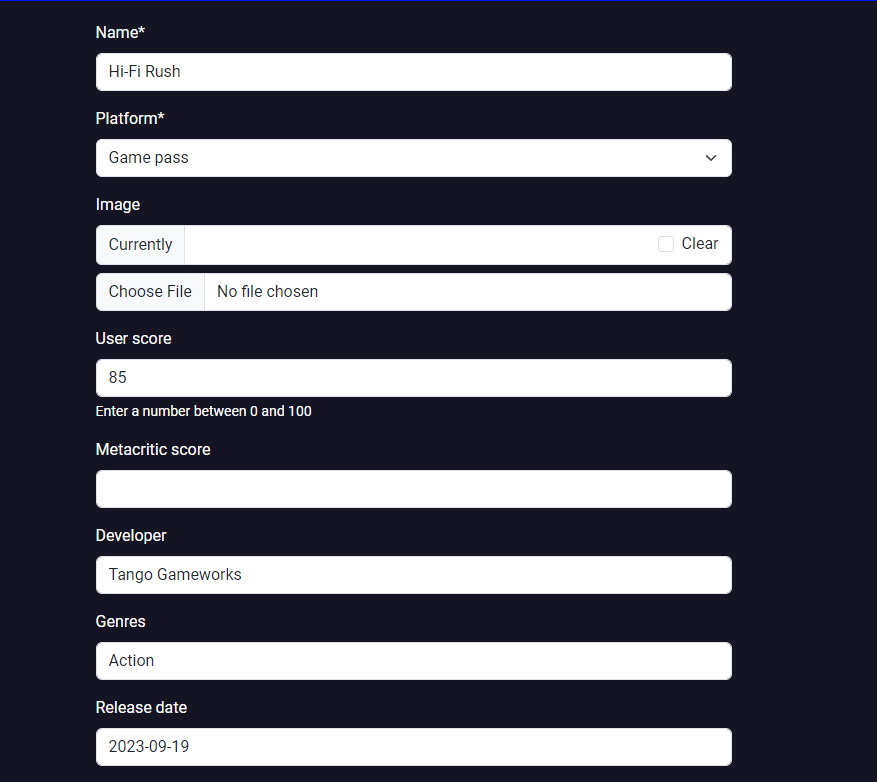 Name*
Hi-Fi Rush
Platform*
Game pass
Image
Currently Clear
Choose File No file chosen
User score
85
Enter a number between 0 and 100
Metacritic score
Developer
Tango Gameworks
Genres
Action
Release date
2023-09-19